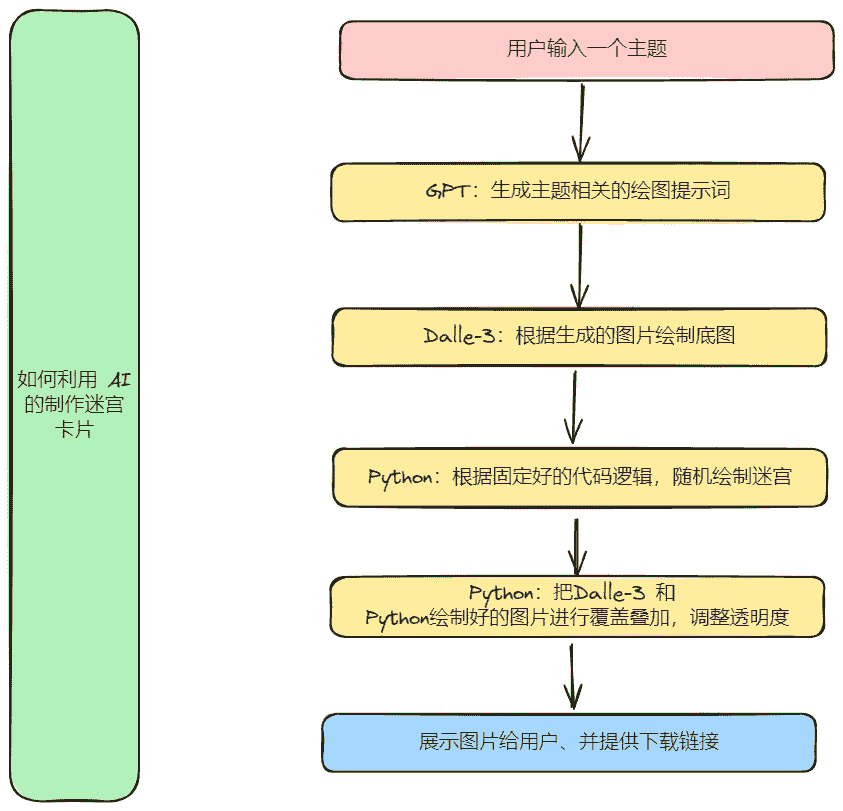 如何利用 AI
的制作迷宫
卡片
用户输入一个主题
GPT：生成主题相关的绘图提示词
Dalle-3：根据生成的图片绘制底图
Python：根据固定好的代码逻辑，随机绘制迷宫
Python：把Dalle-3 和
Python绘制好的图片进行覆盖叠加，调整透明度
展示图片给用户、并提供下载链接